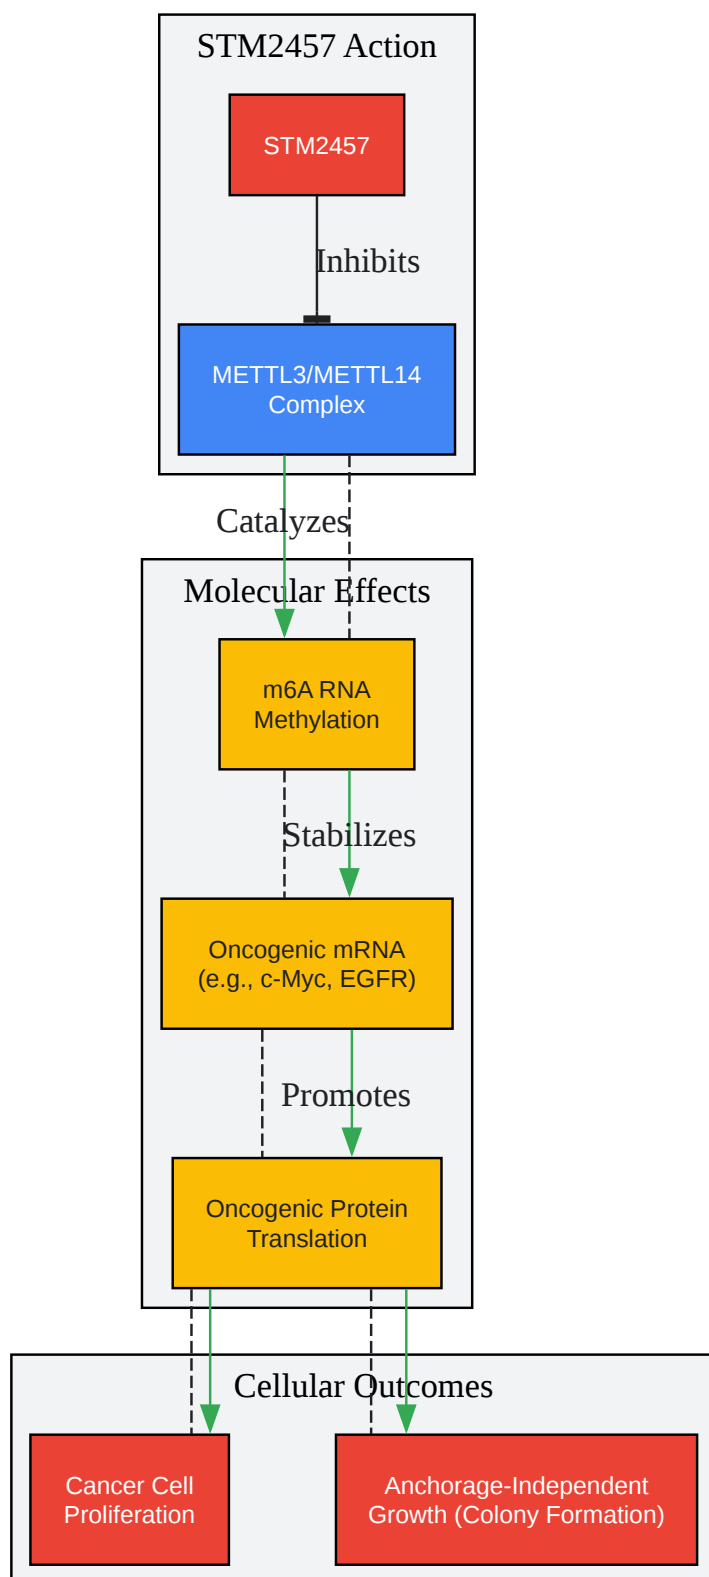 STM2457 Action
STM2457
Inhibits
METTL3/METTL14
Complex
Catalyzes
Molecular Effects
m6A RNA
Methylation
Stabilizes
Oncogenic mRNA
(e.g., c-Myc, EGFR)
Promotes
Oncogenic Protein
Translation
Cellular Outcomes
Cancer Cell
Proliferation
Anchorage-Independent
Growth (Colony Formation)